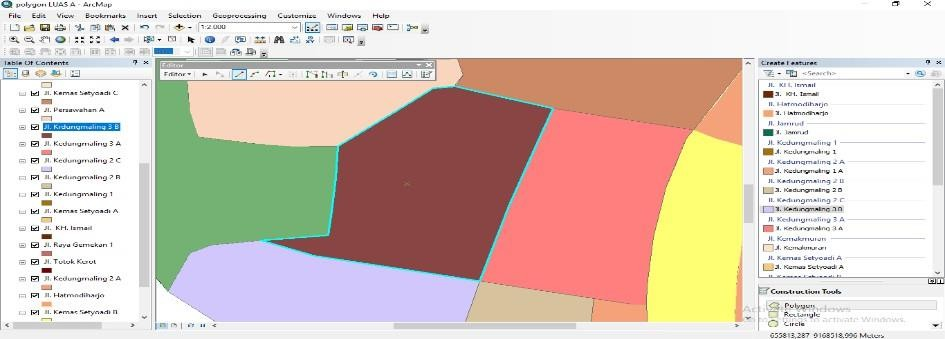 polygon LUAS A - ArcMap
File Edit View Bookmarks Insert Selection Geoprocessing Customize Windows Help
1:2.000
Editor
Editor
Table Of Contents
Jl. Kemas Setyoadi C
Jl. Persawahan A
Jl. Kedungmaling 3 B
Jl. Kedungmaling 3 A
Jl. Kedungmaling 2 C
Jl. Kedungmaling 2 B
Jl. Kedungmaling 1
Jl. Kemas Setyoadi A
Jl. KH. Ismail
Jl. Raya Gemekan 1
Jl. Totok Kerot
Jl. Kedungmaling 2 A
Jl. Hatmodiharjo
Jl. Kemas Setyoadi B
Create Features
<Search>
Jl. KH. Ismail
Jl. KH. Ismail
Jl. Hatmodiharjo
Jl. Hatmodiharjo
Jl. Jamrud
Jl. Jamrud
Jl. Kedungmaling 1
Jl. Kedungmaling 1
Jl. Kedungmaling 2 A
Jl. Kedungmaling 1 A
Jl. Kedungmaling 2 B
Jl. Kedungmaling 2 B
Jl. Kedungmaling 2 C
Jl. Kedungmaling 3 B
Jl. Kedungmaling 3 A
Jl. Kedungmaling 3 A
Jl. Kemakmuran
Jl. Kemakmuran
Jl. Kemas Setyoadi A
Jl. Kemas Setyoadi A
Construction Tools
Polygon
Rectangle
Circle
Activate Windows
to activate Windows.
655813,287 9168518,996 Meters